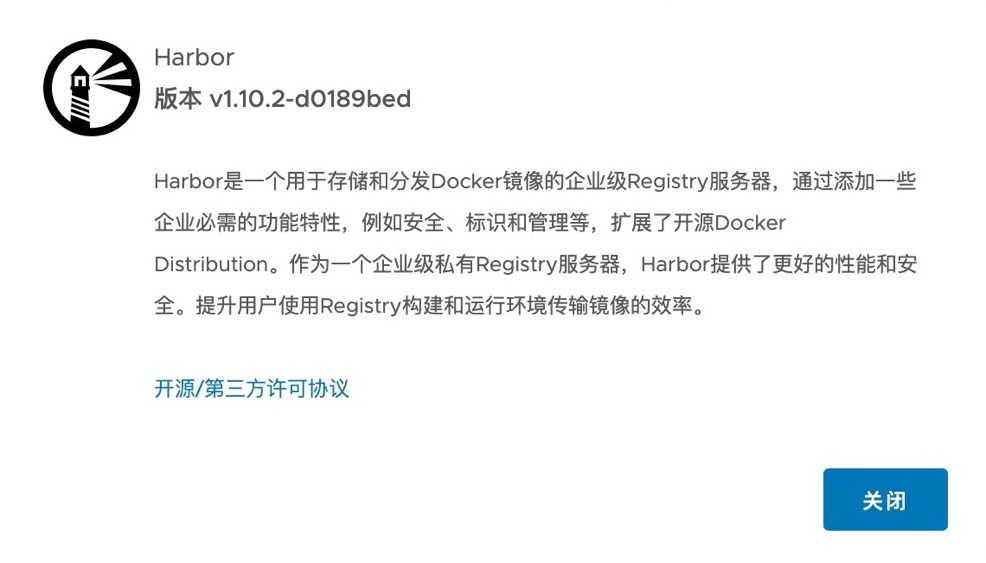 Harbor
版本 v1.10.2-d0189bed
Harbor是一个用于存储和分发Docker镜像的企业级Registry服务器，通过添加一些
企业必需的功能特性，例如安全、标识和管理等，扩展了开源Docker
Distribution。作为一个企业级私有Registry服务器，Harbor提供了更好的性能和安
全。提升用户使用Registry构建和运行环境传输镜像的效率。
开源/第三方许可协议
关闭